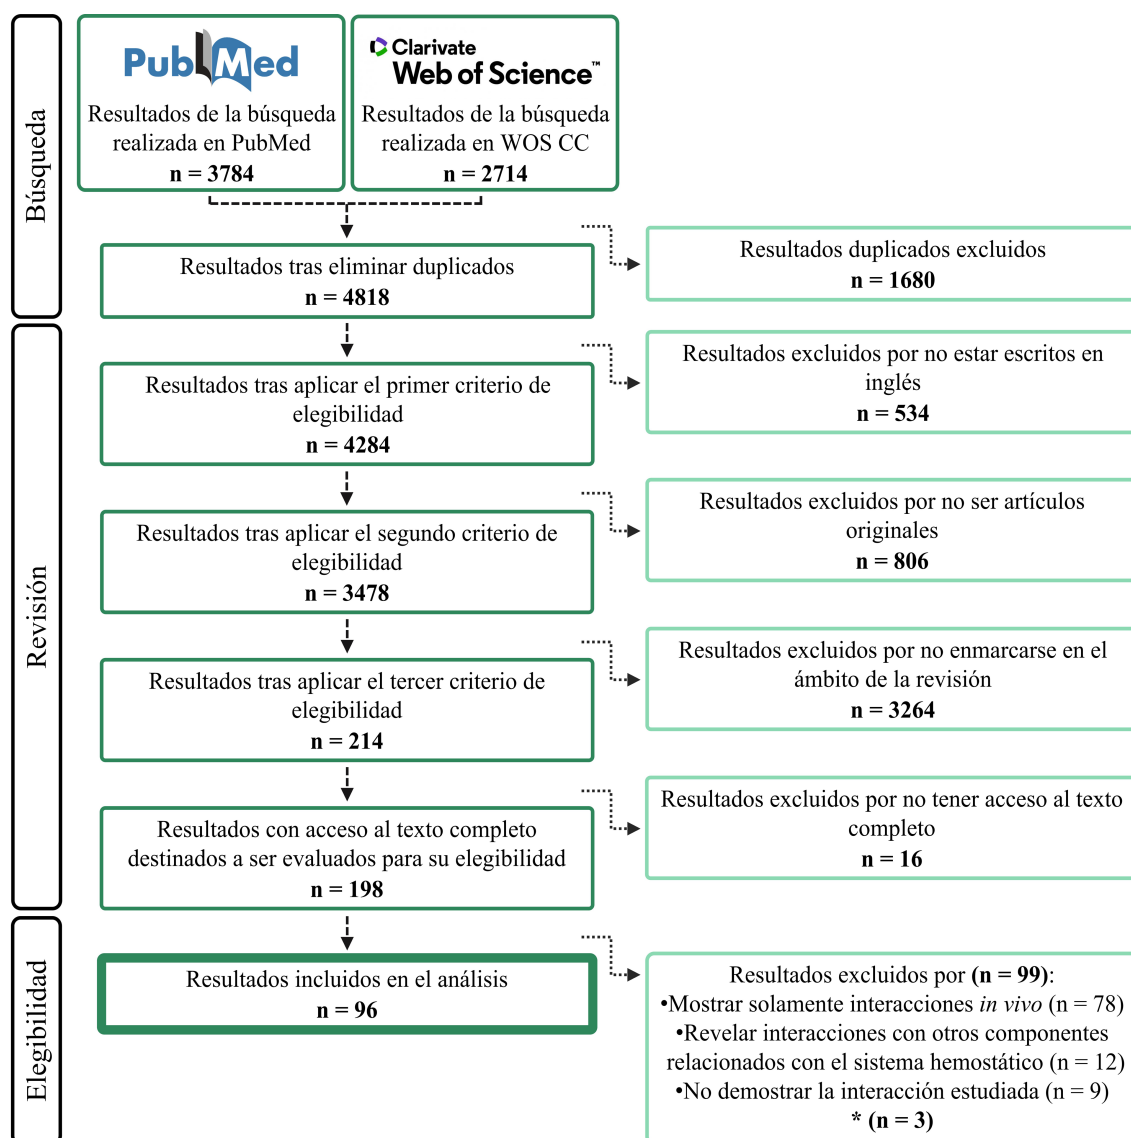 Búsqueda
PubMed
Resultados de la búsqueda
realizada en PubMed
n = 3784
Clarivate
Web of Science™
Resultados de la búsqueda
realizada en WOS CC
n = 2714
Resultados tras eliminar duplicados
n = 4818
Resultados duplicados excluidos
n = 1680
Revisión
Resultados tras aplicar el primer criterio de
elegibilidad
n = 4284
Resultados excluidos por no estar escritos en
inglés
n = 534
Resultados tras aplicar el segundo criterio de
elegibilidad
n = 3478
Resultados excluidos por no ser artículos
originales
n = 806
Resultados tras aplicar el tercer criterio de
elegibilidad
n = 214
Resultados excluidos por no enmarcarse en el
ámbito de la revisión
n = 3264
Resultados con acceso al texto completo
destinados a ser evaluados para su elegibilidad
n = 198
Resultados excluidos por no tener acceso al texto
completo
n = 16
Elegibilidad
Resultados incluidos en el análisis
n = 96
Resultados excluidos por (n = 99):
•Mostrar solamente interacciones in vivo (n = 78)
•Revelar interacciones con otros componentes
relacionados con el sistema hemostático (n = 12)
•No demostrar la interacción estudiada (n = 9)
* (n = 3)